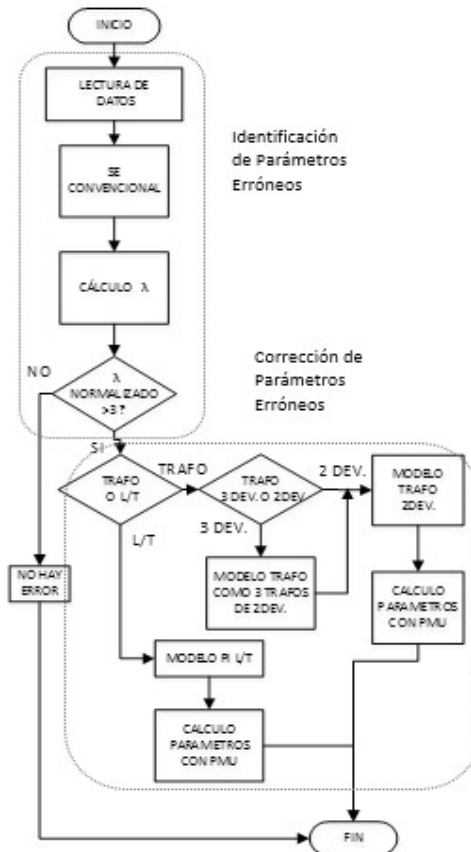 INICIO
LECTURA DE
DATOS
Identificación
de Parámetros
Erróneos
SE
CONVENCIONAL
CÁLCULO λ
Corrección de
Parámetros
Erróneos
NO
λ
NORMALIZADO
>3?
SI
TRAFO
O L/T
TRAFO
TRAFO
3 DEV. O 2DEV
2 DEV.
MODELO
TRAFO
2DEV.
L/T
3 DEV.
NO HAY
ERROR
MODELO TRAFO
COMO 3 TRAFOS
DE 2DEV.
CALCULO
PARAMETROS
CON PMU
MODELO PI L/T
CALCULO
PARAMETROS
CON PMU
FIN